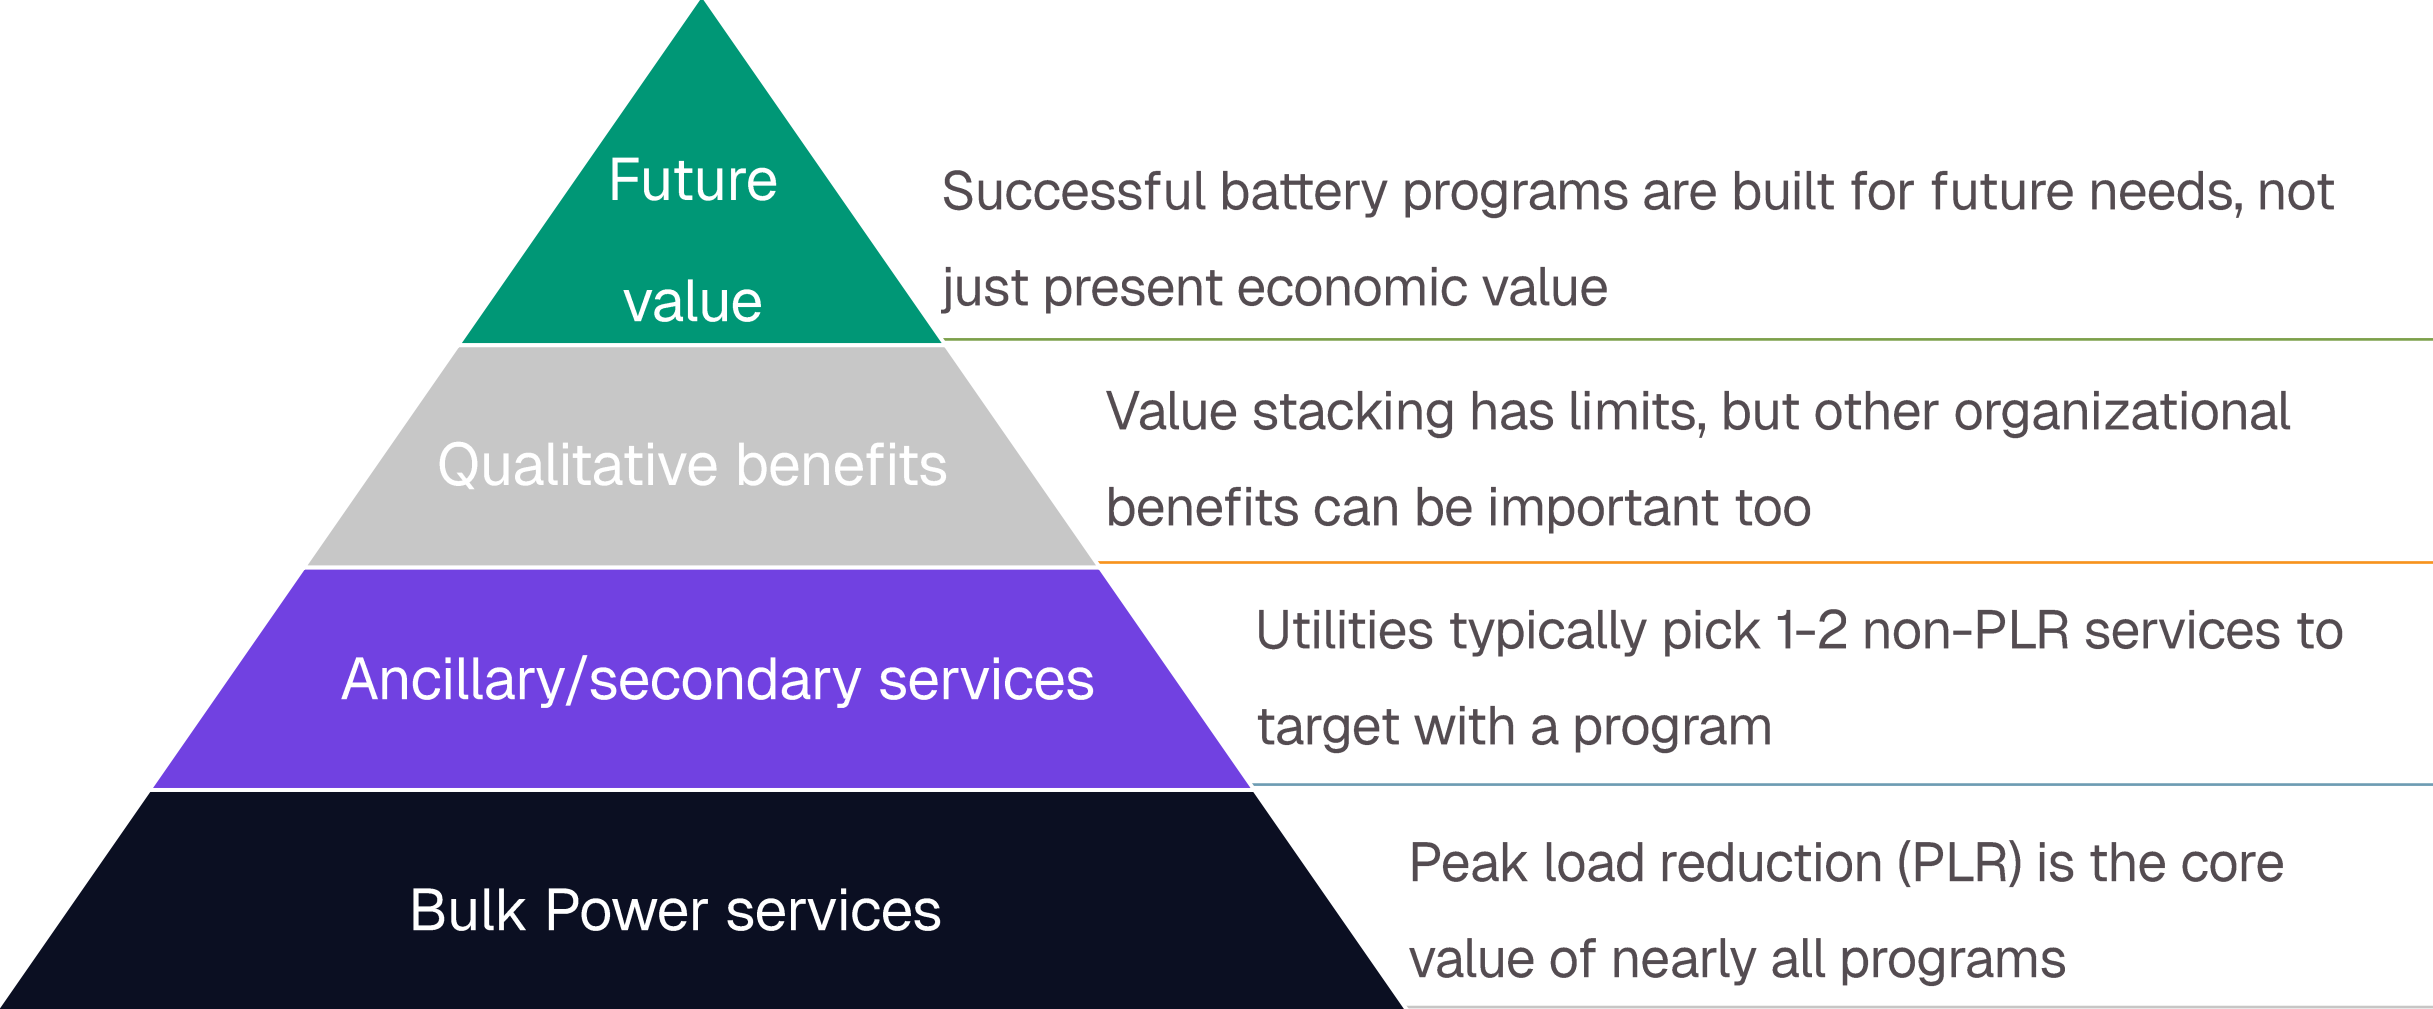 Future
value
Successful battery programs are built for future needs, not
just present economic value
Qualitative benefits
Value stacking has limits, but other organizational
benefits can be important too
Ancillary/secondary services
Utilities typically pick 1-2 non-PLR services to
target with a program
Bulk Power services
Peak load reduction (PLR) is the core
value of nearly all programs